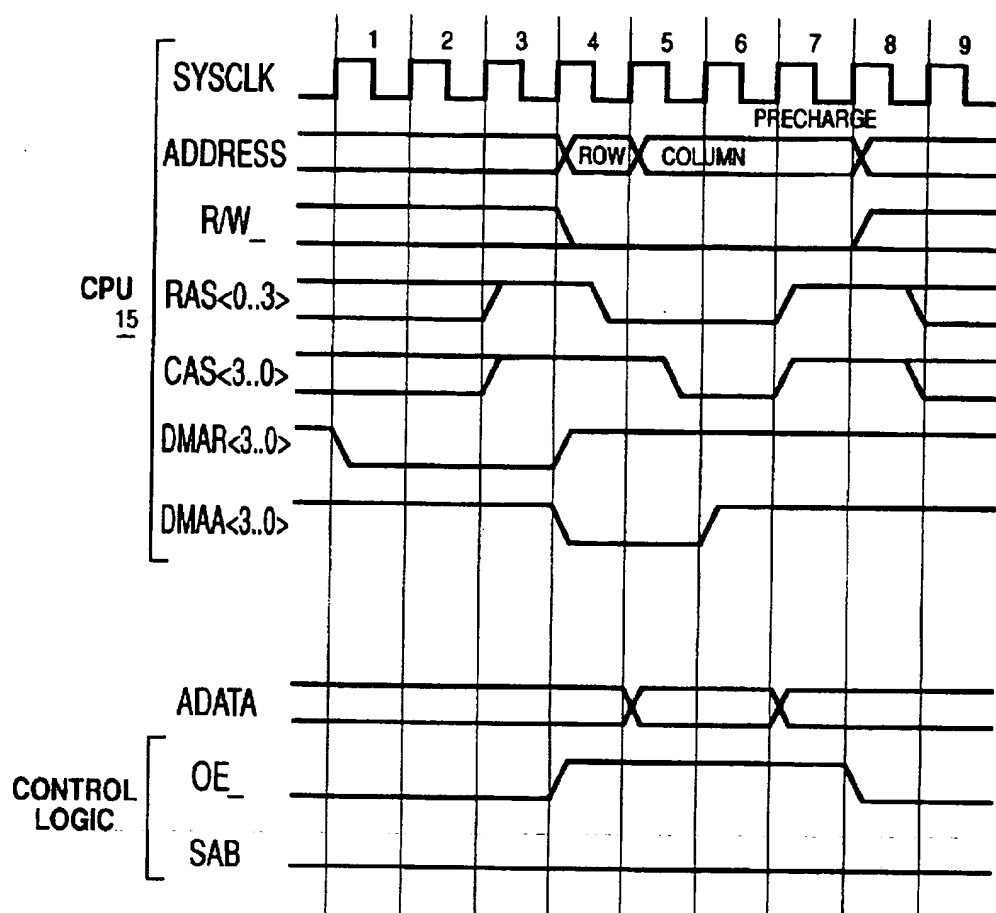 1 2 3 4 5 6 7 8 9
SYSCLK
PRECHARGE
ADDRESS
ROW COLUMN
R/W_
CPU
15
RAS<0..3>
CAS<3..0>
DMAR<3..0>
DMAA<3..0>
ADATA
CONTROL
LOGIC
OE_
SAB